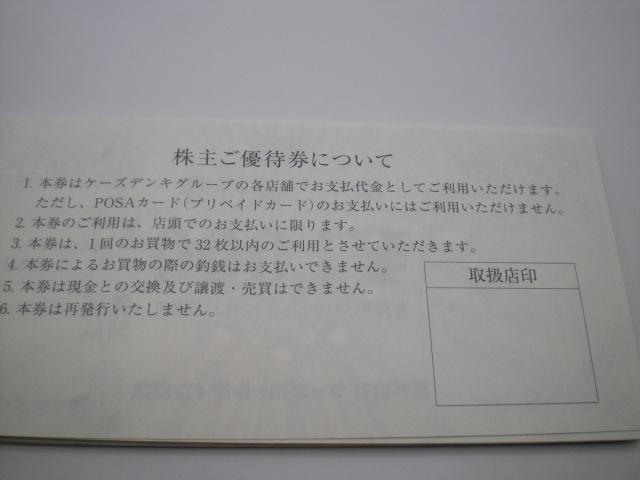 株主ご優待券について
1. 本券はケーズデンキグループの各店舗でお支払代金としてご利用いただけます。
ただし、POSAカード(プリペイドカード)のお支払いにはご利用いただけません。
2. 本券のご利用は、店頭でのお支払いに限ります。
3. 本券は、1回のお買物で32枚以内のご利用とさせていただきます。
4. 本券によるお買物の際の釣銭はお支払いできません。
5. 本券は現金との交換及び譲渡・売買はできません。
6. 本券は再発行いたしません。
取扱店印